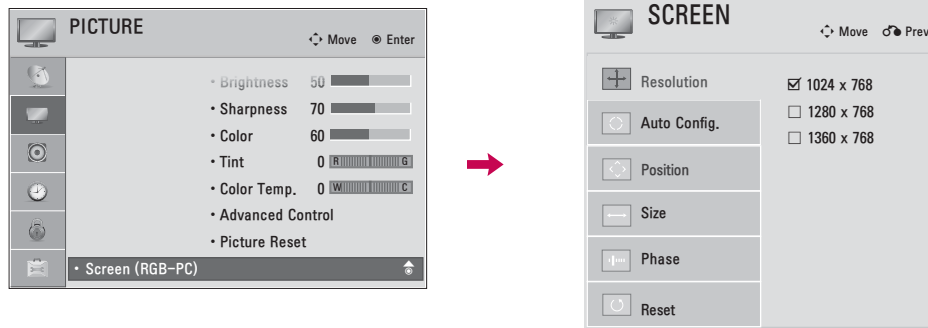 PICTURE
Move Enter
• Brightness 50
• Sharpness 70
• Color 60
• Tint 0 R G
• Color Temp. 0 W C
• Advanced Control
• Picture Reset
• Screen (RGB-PC)
SCREEN
Move Prev
Resolution
Auto Config.
Position
Size
Phase
Reset
☑ 1024 x 768
☐ 1280 x 768
☐ 1360 x 768